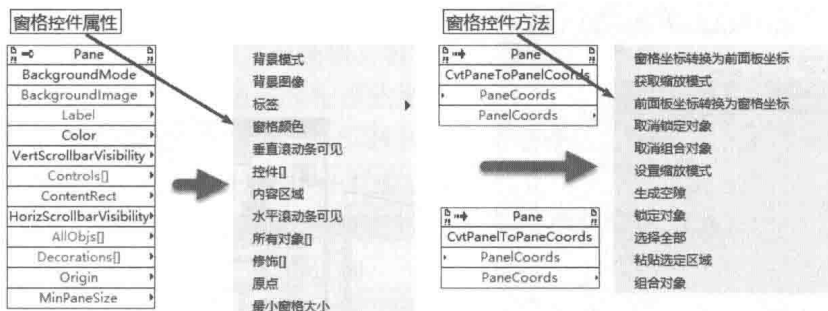 窗格控件属性
Pane
BackgroundMode
BackgroundImage
Label
Color
VertScrollbarVisibility
Controls[]
ContentRect
HorizScrollbarVisibility
AllObjs[]
Decorations[]
Origin
MinPaneSize
背景模式
背景图像
标签
窗格颜色
垂直滚动条可见
控件[]
内容区域
水平滚动条可见
所有对象[]
修饰[]
原点
最小窗格大小
窗格控件方法
Pane
CvtPaneToPanelCoords
PaneCoords
PanelCoords
Pane
CvtPanelToPaneCoords
PanelCoords
PaneCoords
窗格坐标转换为前面板坐标
获取缩放模式
前面板坐标转换为窗格坐标
取消锁定对象
取消组合对象
设置缩放模式
生成空隙
锁定对象
选择全部
粘贴选定区域
组合对象